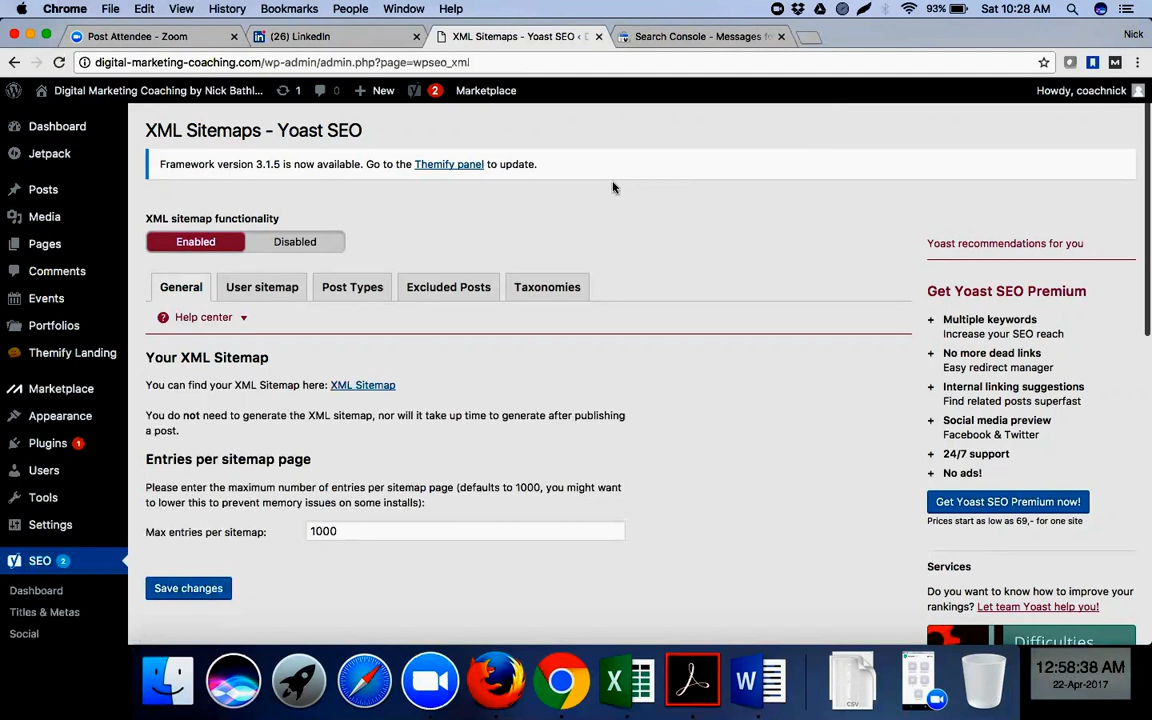 Chrome File Edit View History Bookmarks People Window Help 93% Sat 10:28 AM
Post Attendee - Zoom (26) LinkedIn XML Sitemaps - Yoast SEO ‹ Search Console - Messages Nick
digital-marketing-coaching.com/wp-admin/admin.php?page=wpseo_xml
Digital Marketing Coaching by Nick Bathl... 1 0 New 2 Marketplace Howdy, coachnick
Dashboard
Jetpack
Posts
Media
Pages
Comments
Events
Portfolios
Themify Landing
Marketplace
Appearance
Plugins 1
Users
Tools
Settings
SEO 2
Dashboard
Titles & Metas
Social
XML Sitemaps - Yoast SEO
Framework version 3.1.5 is now available. Go to the Themify panel to update.
XML sitemap functionality
Enabled Disabled
General User sitemap Post Types Excluded Posts Taxonomies
Help center
Your XML Sitemap
You can find your XML Sitemap here: XML Sitemap
You do not need to generate the XML sitemap, nor will it take up time to generate after publishing
a post.
Entries per sitemap page
Please enter the maximum number of entries per sitemap page (defaults to 1000, you might want
to lower this to prevent memory issues on some installs):
Max entries per sitemap: 1000
Save changes
Yoast recommendations for you
Get Yoast SEO Premium
+ Multiple keywords
Increase your SEO reach
+ No more dead links
Easy redirect manager
+ Internal linking suggestions
Find related posts superfast
+ Social media preview
Facebook & Twitter
+ 24/7 support
+ No ads!
Get Yoast SEO Premium now!
Prices start as low as 69,- for one site
Services
Do you want to know how to improve your
rankings? Let team Yoast help you!
Difficulties
CSV
12:58:38 AM
22-Apr-2017